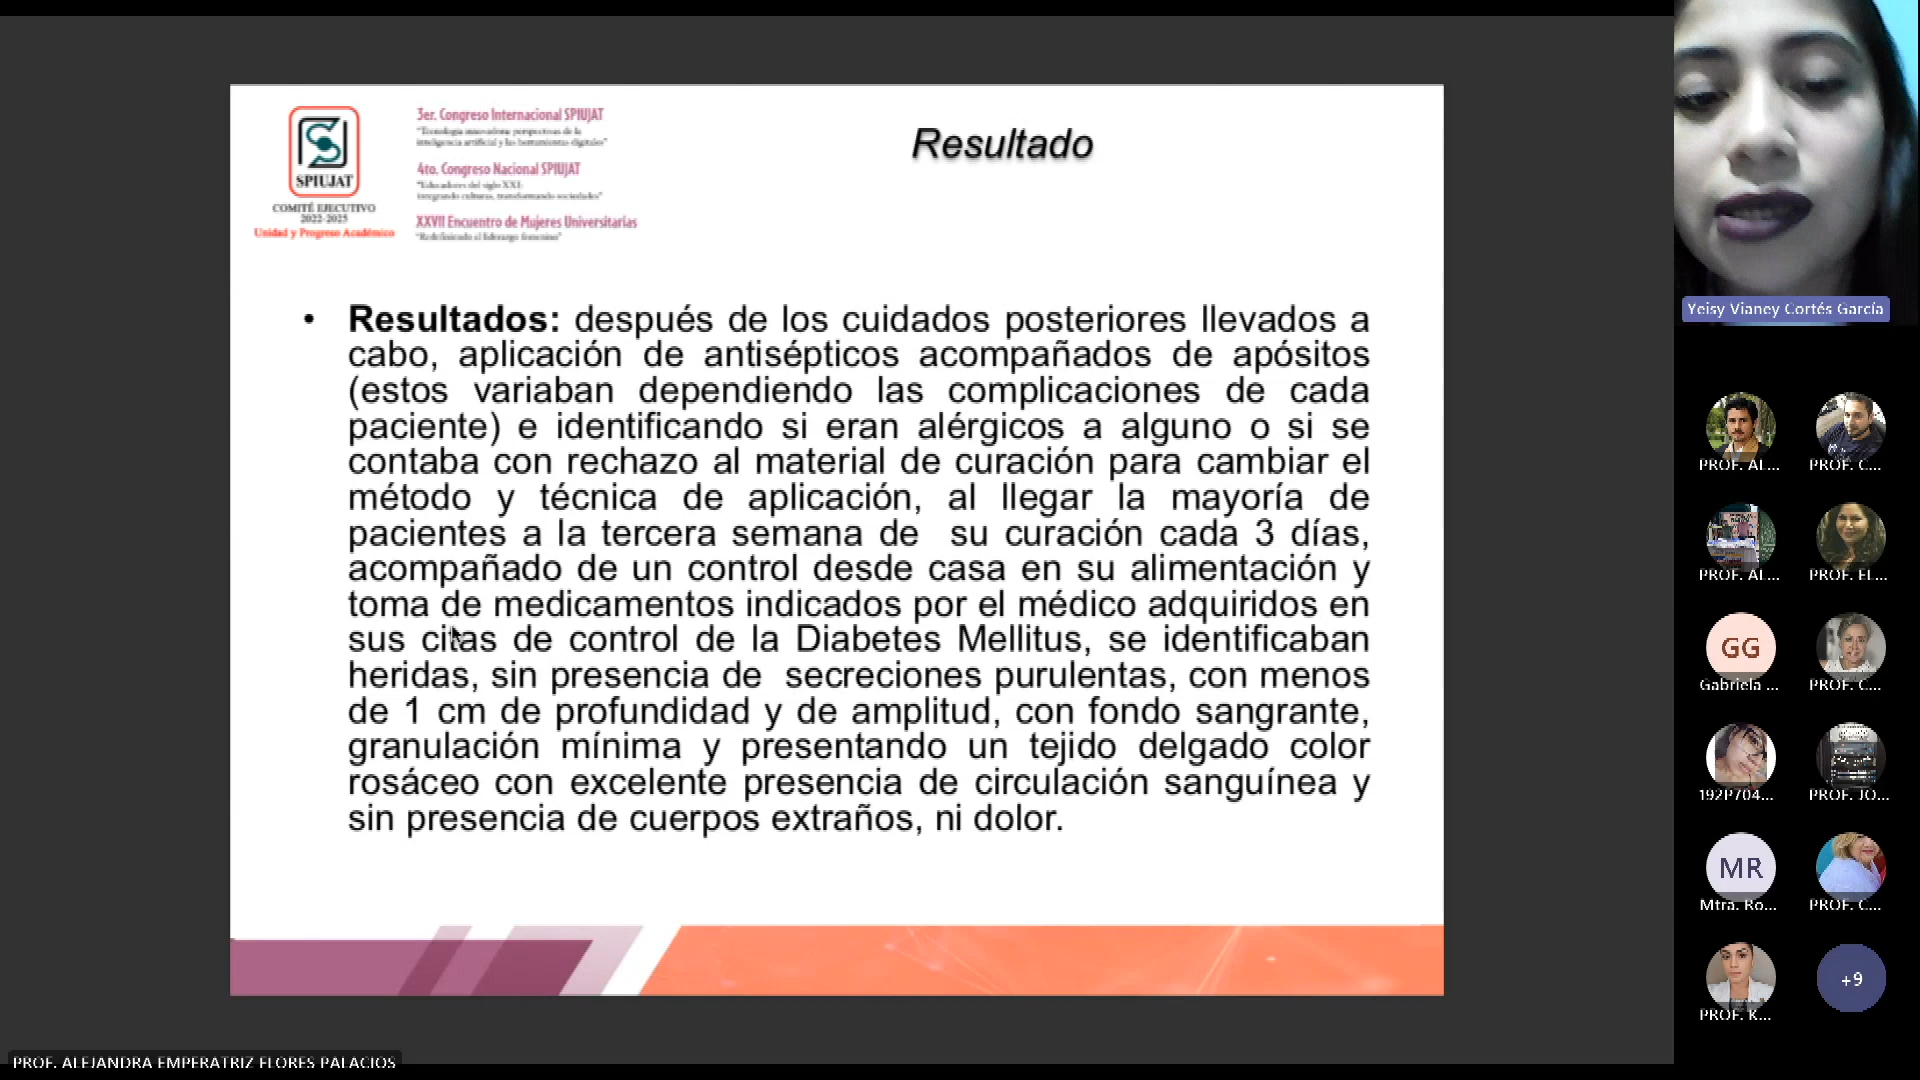 SPIUJAT
COMITÉ EJECUTIVO
2022-2025
Unidad y Progreso Académico
3er. Congreso Internacional SPIUJAT
"Tecnología innovadora: perspectivas de la
inteligencia artificial y las herramientas digitales"
4to. Congreso Nacional SPIUJAT
"Educadores del siglo XXI:
integrando culturas, transformando sociedades"
XXVII Encuentro de Mujeres Universitarias
"Redefiniendo el liderazgo femenino"
Resultado
• Resultados: después de los cuidados posteriores llevados a
cabo, aplicación de antisépticos acompañados de apósitos
(estos variaban dependiendo las complicaciones de cada
paciente) e identificando si eran alérgicos a alguno o si se
contaba con rechazo al material de curación para cambiar el
método y técnica de aplicación, al llegar la mayoría de
pacientes a la tercera semana de su curación cada 3 días,
acompañado de un control desde casa en su alimentación y
toma de medicamentos indicados por el médico adquiridos en
sus citas de control de la Diabetes Mellitus, se identificaban
heridas, sin presencia de secreciones purulentas, con menos
de 1 cm de profundidad y de amplitud, con fondo sangrante,
granulación mínima y presentando un tejido delgado color
rosáceo con excelente presencia de circulación sanguínea y
sin presencia de cuerpos extraños, ni dolor.
Yeisy Vianey Cortés García
PROF. AL...
PROF. C...
PROF. AL...
PROF. EL...
GG
Gabriela ...
PROF. C...
192P704...
PROF. JO...
MR
Mtra. Ro...
PROF. C...
PROF. K...
+9
PROF. ALEJANDRA EMPERATRIZ FLORES PALACIOS